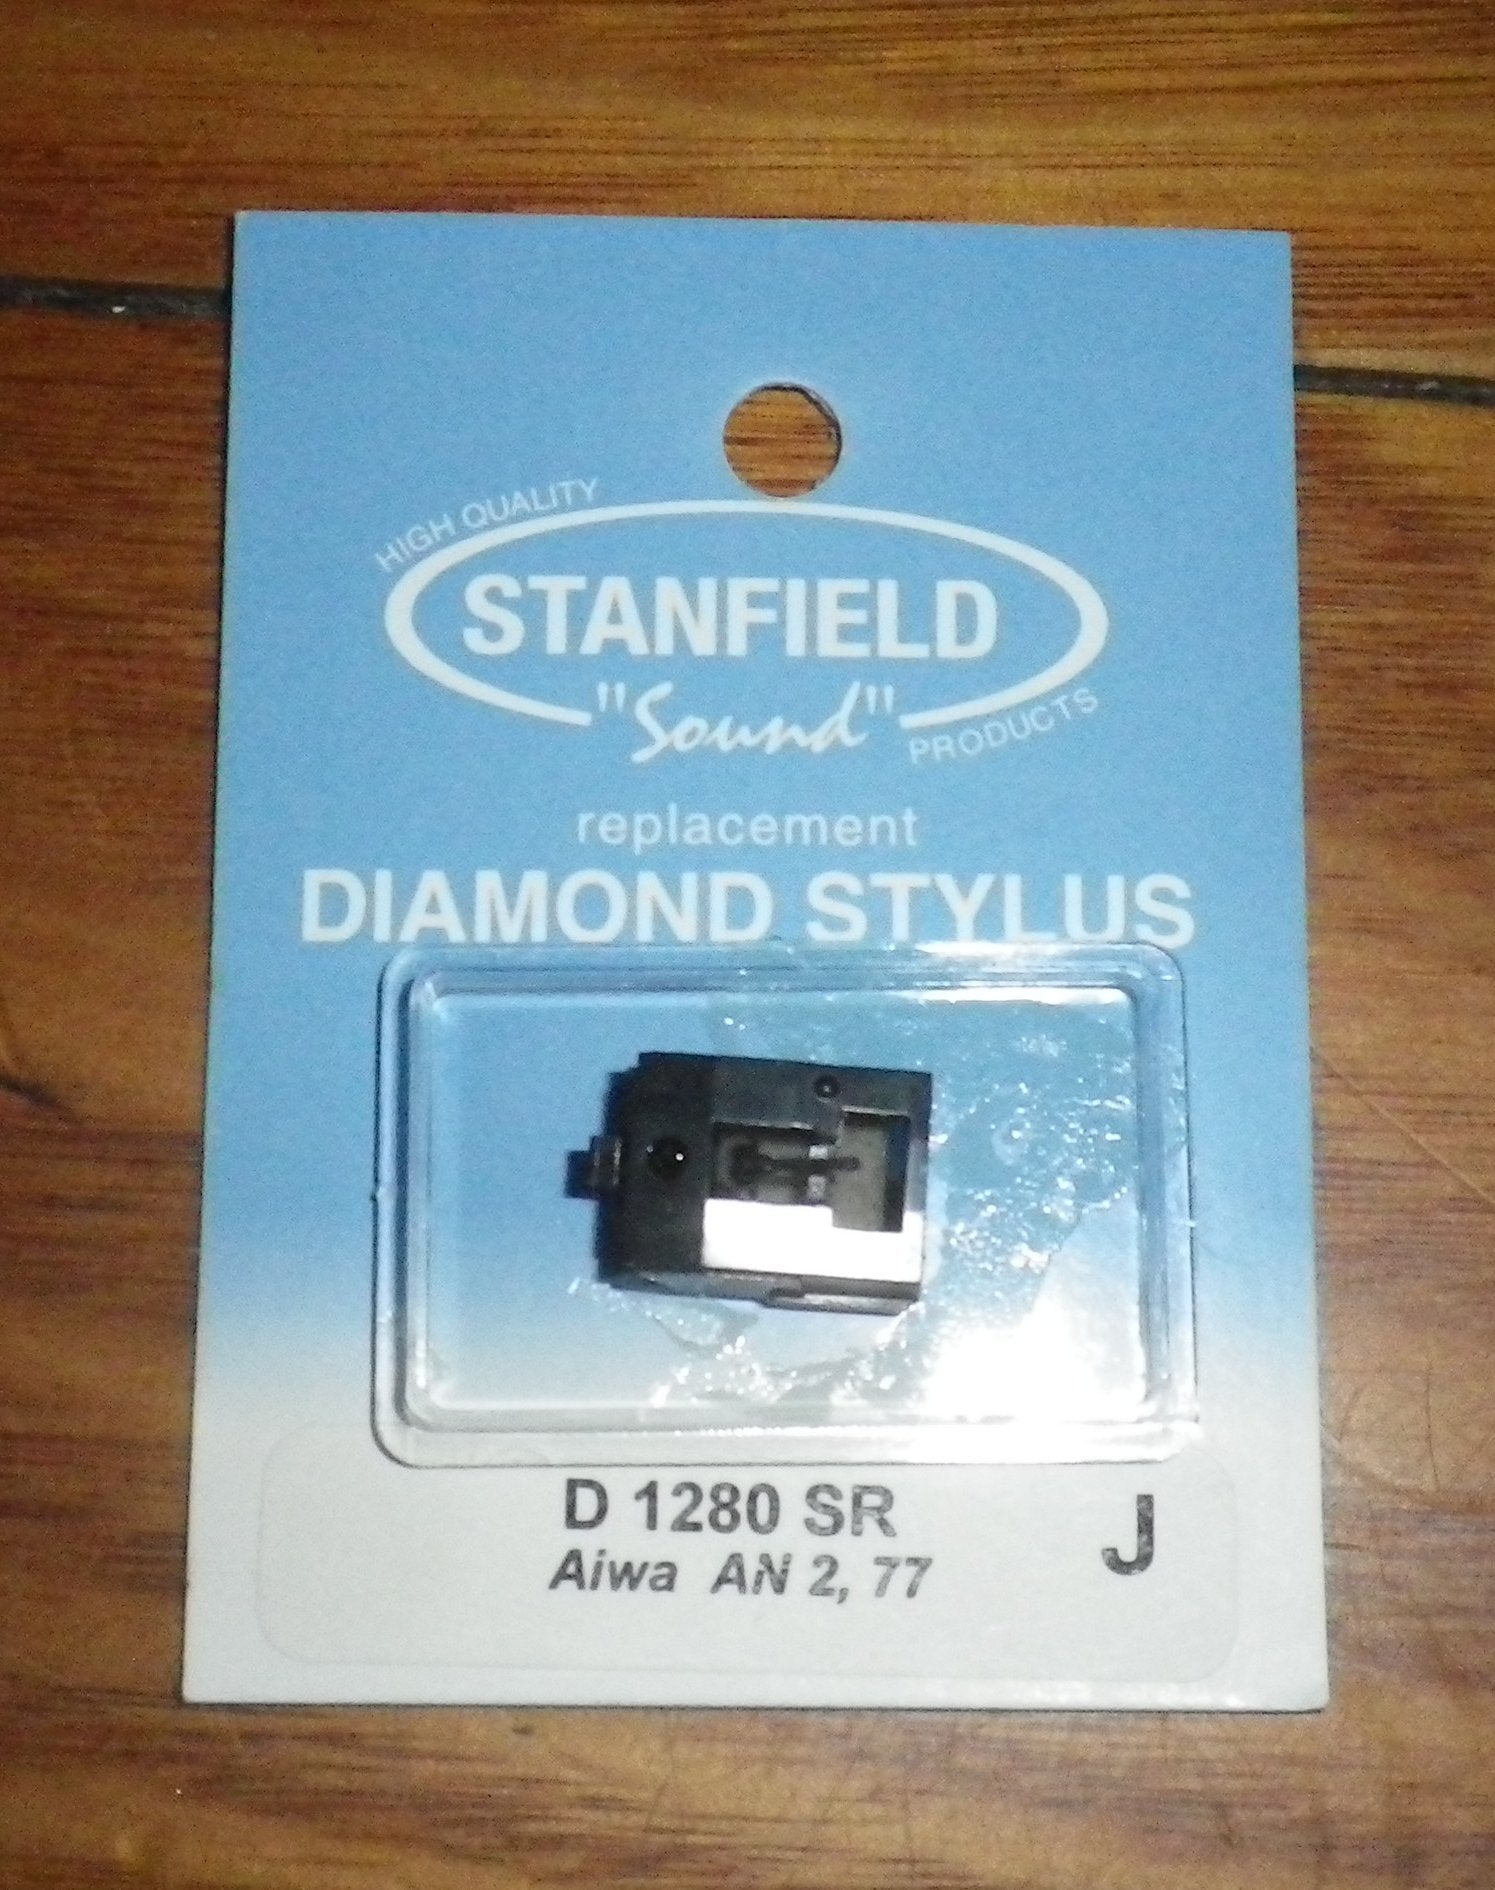 HIGH QUALITY
STANFIELD
"Sound"
PRODUCTS
replacement
DIAMOND STYLUS
D 1280 SR
J
Aiwa AN 2, 77